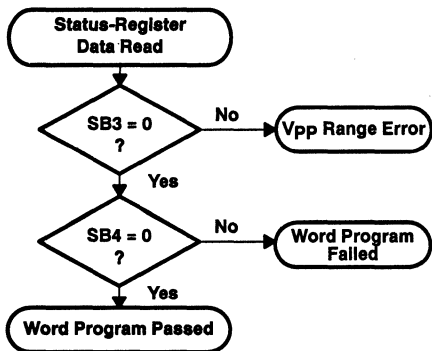 Status-Register
Data Read
SB3 = 0
?
No
Vpp Range Error
Yes
SB4 = 0
?
No
Word Program
Failed
Yes
Word Program Passed